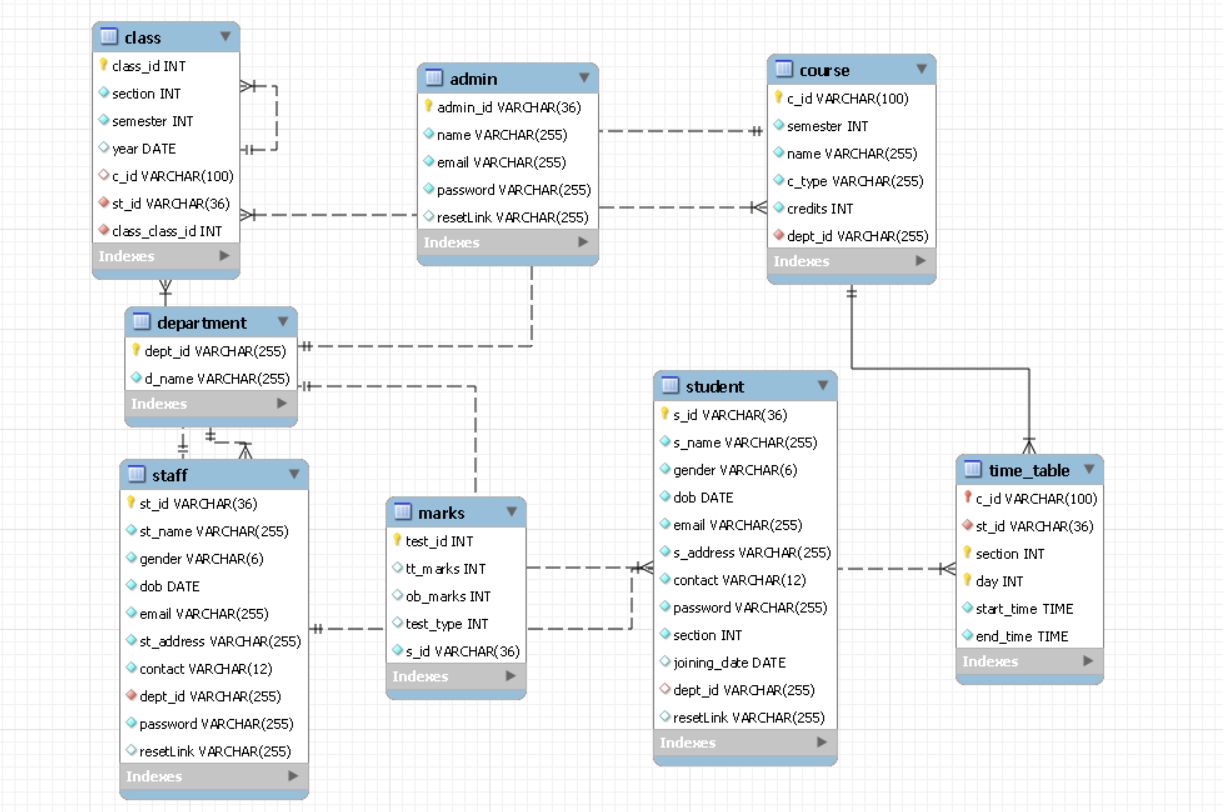 class
class_id INT
section INT
semester INT
year DATE
c_id VARCHAR(100)
st_id VARCHAR(36)
class_class_id INT
Indexes
admin
admin_id VARCHAR(36)
name VARCHAR(255)
email VARCHAR(255)
password VARCHAR(255)
resetLink VARCHAR(255)
Indexes
course
c_id VARCHAR(100)
semester INT
name VARCHAR(255)
c_type VARCHAR(255)
credits INT
dept_id VARCHAR(255)
Indexes
department
dept_id VARCHAR(255)
d_name VARCHAR(255)
Indexes
staff
st_id VARCHAR(36)
st_name VARCHAR(255)
gender VARCHAR(6)
dob DATE
email VARCHAR(255)
st_address VARCHAR(255)
contact VARCHAR(12)
dept_id VARCHAR(255)
password VARCHAR(255)
resetLink VARCHAR(255)
Indexes
marks
test_id INT
tt_marks INT
ob_marks INT
test_type INT
s_id VARCHAR(36)
Indexes
student
s_id VARCHAR(36)
s_name VARCHAR(255)
gender VARCHAR(6)
dob DATE
email VARCHAR(255)
s_address VARCHAR(255)
contact VARCHAR(12)
password VARCHAR(255)
section INT
joining_date DATE
dept_id VARCHAR(255)
resetLink VARCHAR(255)
Indexes
time_table
c_id VARCHAR(100)
st_id VARCHAR(36)
section INT
day INT
start_time TIME
end_time TIME
Indexes